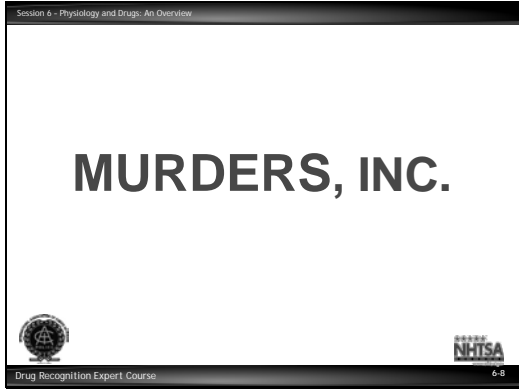 Session 6 - Physiology and Drugs: An Overview
MURDERS, INC.
NHTSA
Drug Recognition Expert Course
6-8